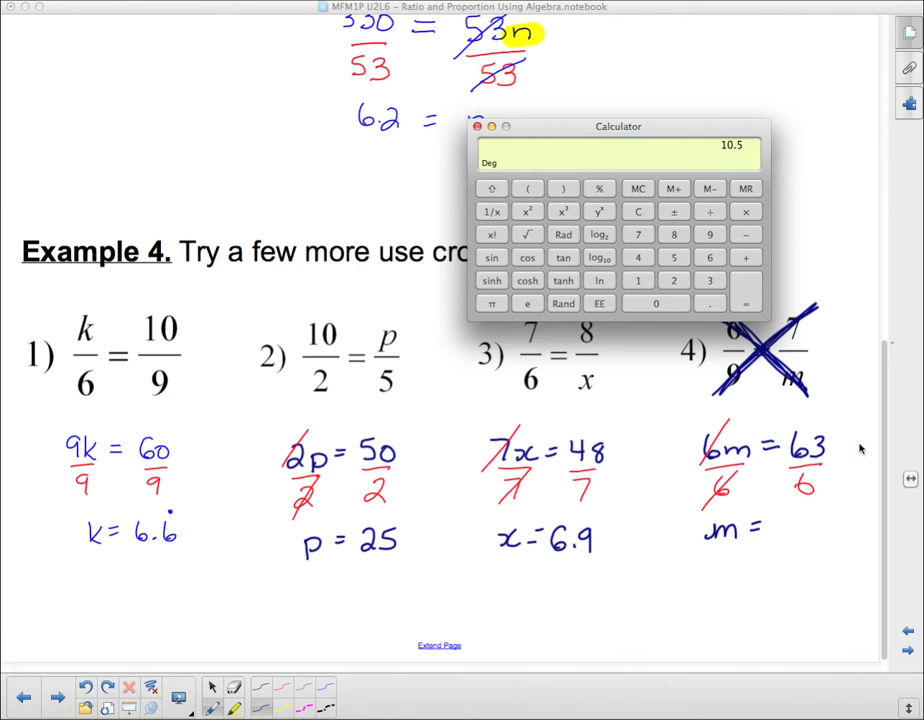 MFM1P U2L6 - Ratio and Proportion Using Algebra.notebook
330 = 53n
53 53
6.2 =
Calculator
10.5
Deg
( ) % MC M+ M- MR
1/x x² x³ yˣ C ± ÷ ×
x! √ Rad log₂ 7 8 9 −
sin cos tan log₁₀ 4 5 6 +
sinh cosh tanh ln 1 2 3
π e Rand EE 0 . =
Example 4. Try a few more use cro
1) k/6 = 10/9 2) 10/2 = p/5 3) 7/6 = 8/x 4) 6/9 7/m
9k = 60 2p = 50 7x = 48 6m = 63
9 9 2 2 7 7 6 6
k = 6.6̇ p = 25 x = 6.9 m =
Extend Page